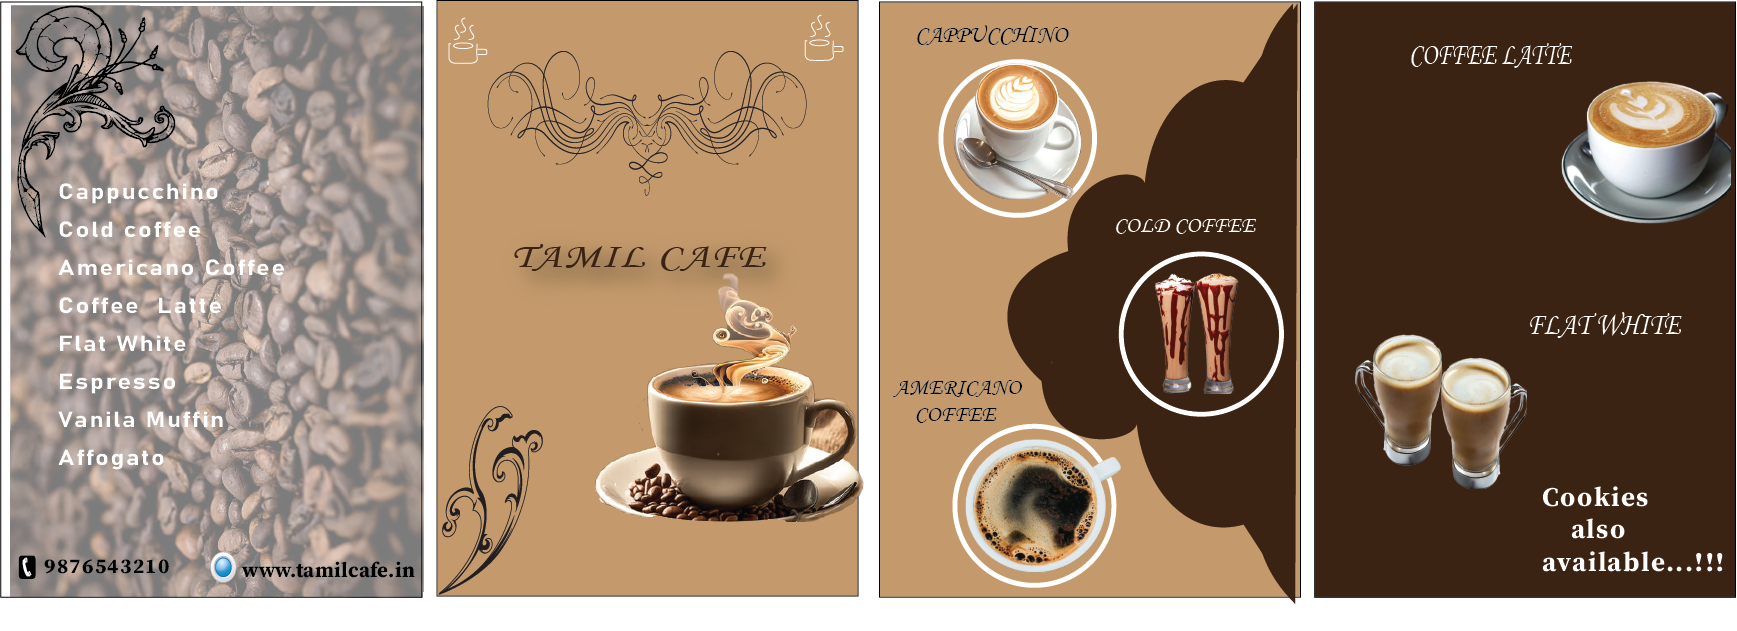 Cappucchino
Cold coffee
Americano Coffee
Coffee Latte
Flat White
Espresso
Vanila Muffin
Affogato
9876543210
www.tamilcafe.in
TAMIL CAFE
CAPPUCCHINO
COLD COFFEE
AMERICANO
COFFEE
COFFEE LATTE
FLAT WHITE
Cookies
also
available...!!!